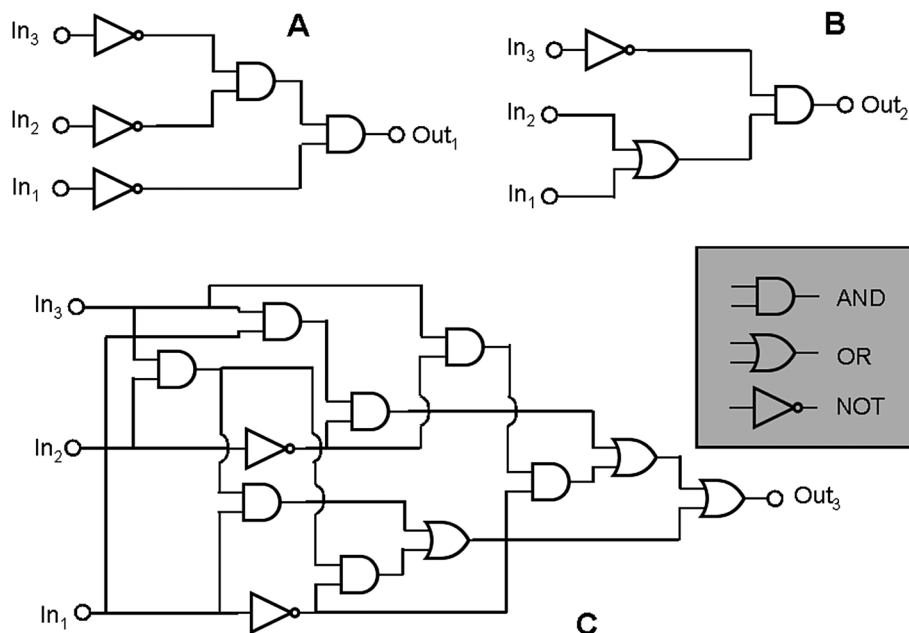 A
In₃
In₂
In₁
Out₁
B
In₃
In₂
In₁
Out₂
In₃
In₂
In₁
Out₃
C
AND
OR
NOT